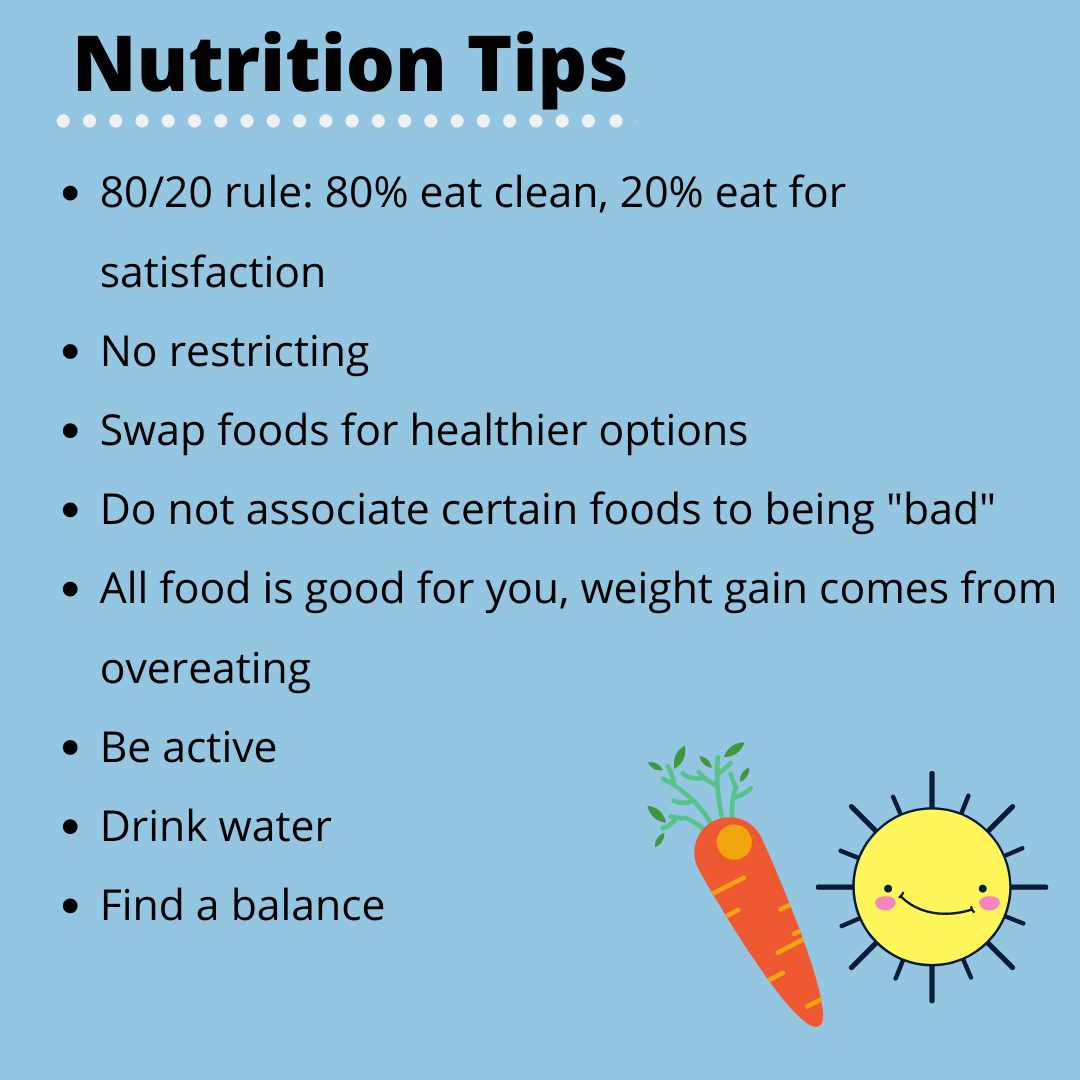 Nutrition Tips
• 80/20 rule: 80% eat clean, 20% eat for
satisfaction
• No restricting
• Swap foods for healthier options
• Do not associate certain foods to being "bad"
• All food is good for you, weight gain comes from
overeating
• Be active
• Drink water
• Find a balance